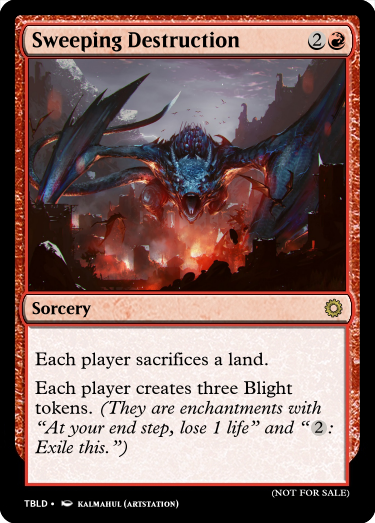 Sweeping Destruction 2
Sorcery
Each player sacrifices a land.
Each player creates three Blight
tokens. (They are enchantments with
“At your end step, lose 1 life” and “2:
Exile this.”)
(NOT FOR SALE)
TBLD • KALMAHUL (ARTSTATION)